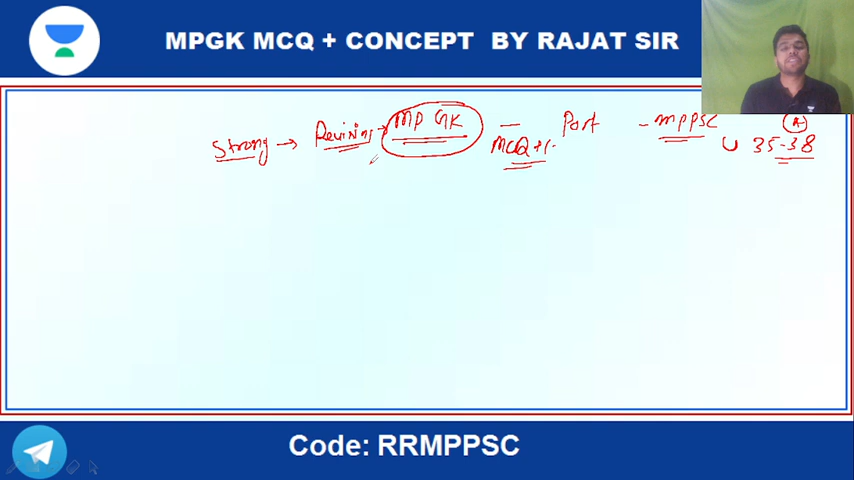 MPGK MCQ + CONCEPT BY RAJAT SIR
Strong → Revising → MP GK – Part – MPPSC A
MCQ + C. 35-38
Code: RRMPPSC